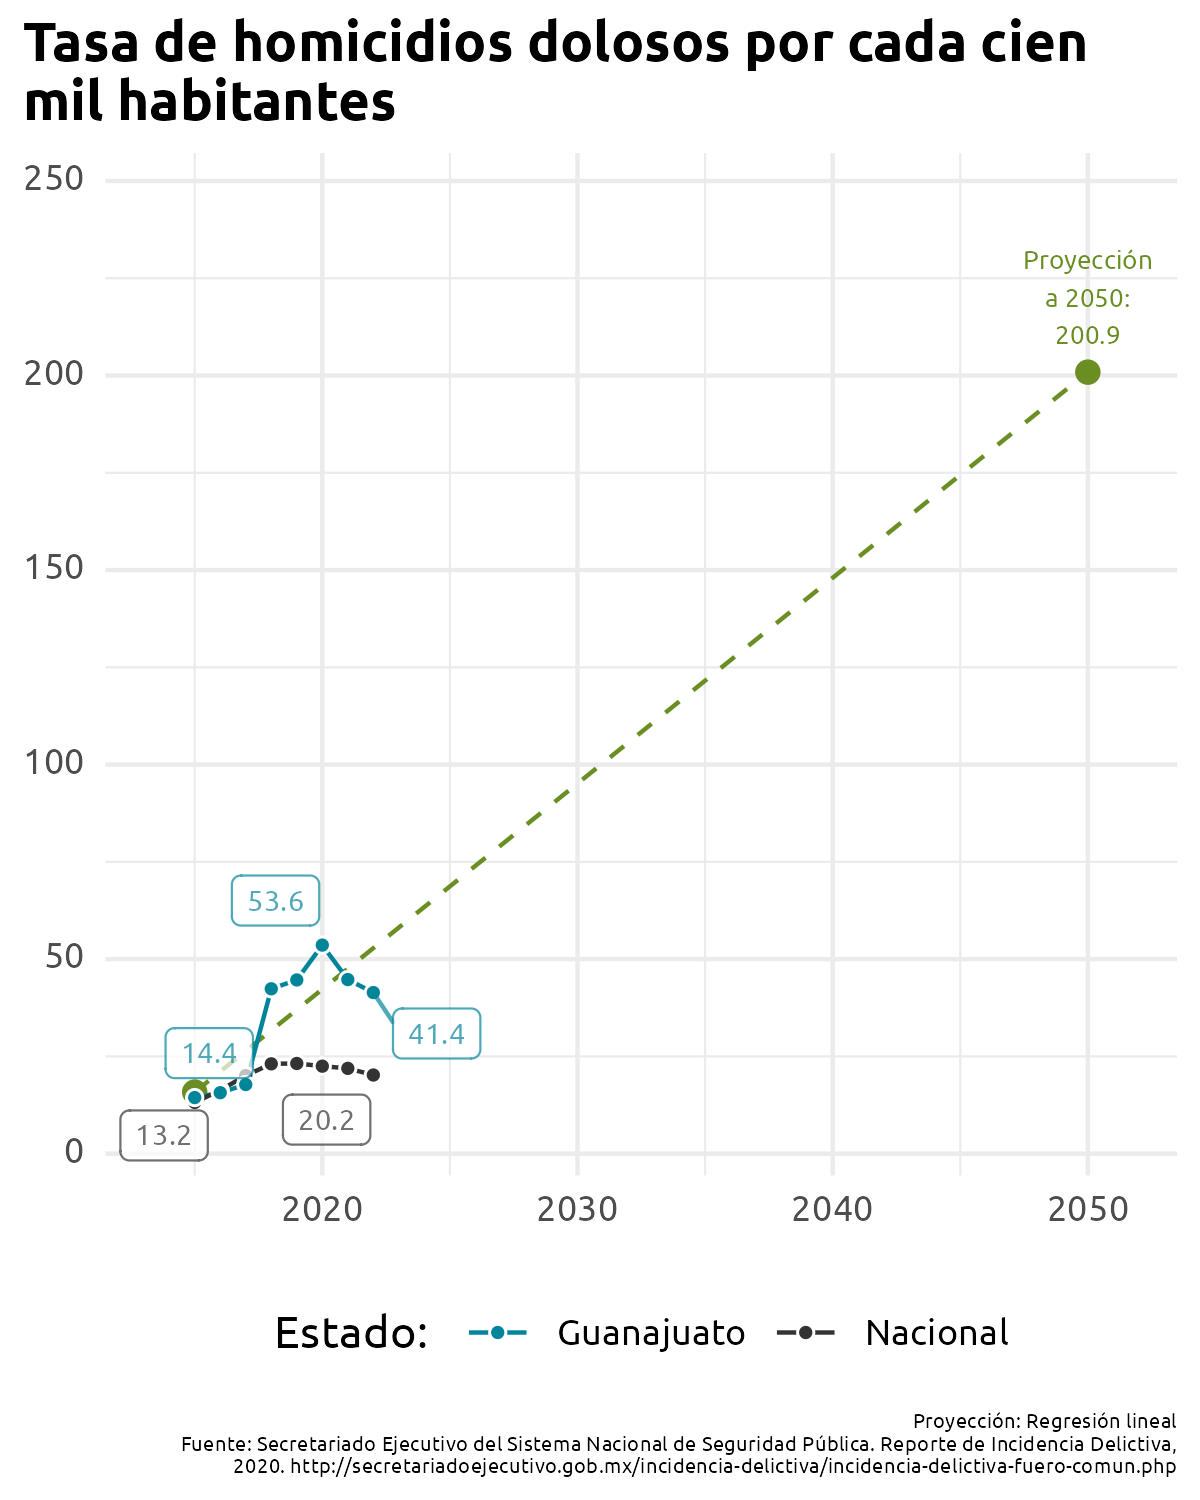 Tasa de homicidios dolosos por cada cien
mil habitantes
250
200
150
100
50
0
Proyección
a 2050:
200.9
53.6
14.4
41.4
13.2
20.2
2020
2030
2040
2050
Estado:
Guanajuato
Nacional
Proyección: Regresión lineal
Fuente: Secretariado Ejecutivo del Sistema Nacional de Seguridad Pública. Reporte de Incidencia Delictiva,
2020. http://secretariadoejecutivo.gob.mx/incidencia-delictiva/incidencia-delictiva-fuero-comun.php